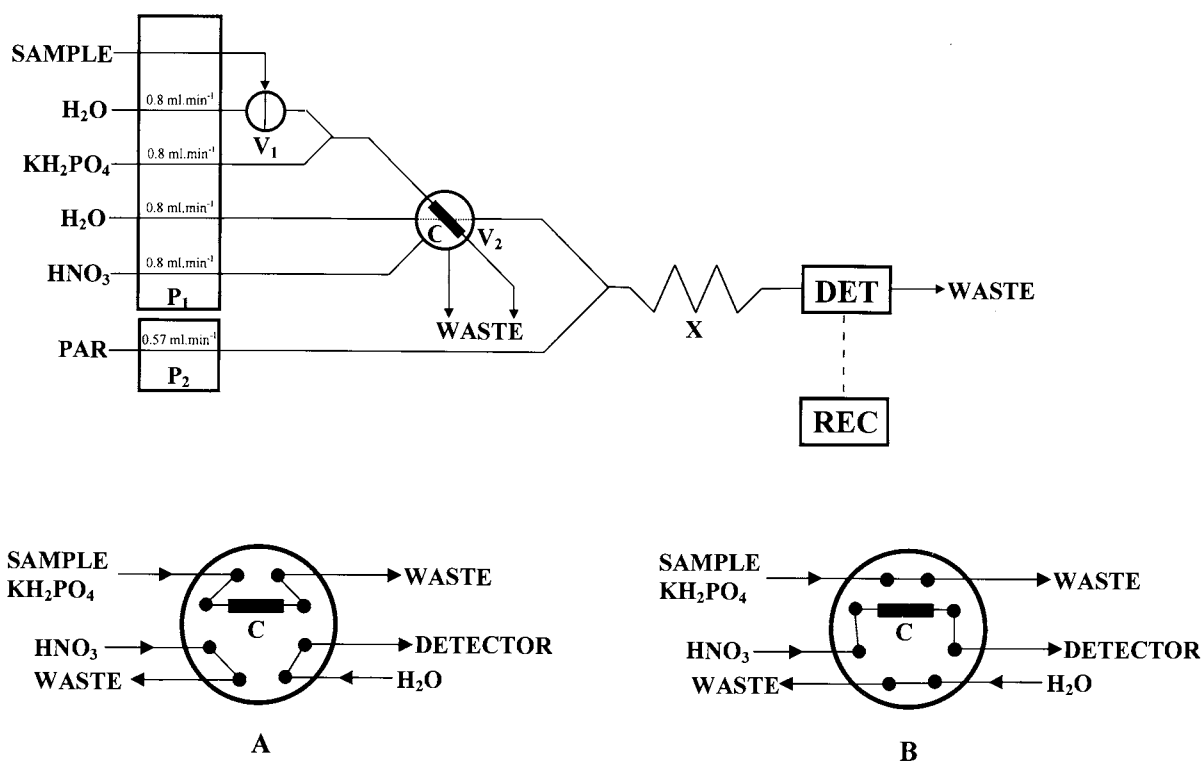 SAMPLE
H₂O 0.8 ml.min⁻¹
V₁
KH₂PO₄ 0.8 ml.min⁻¹
H₂O 0.8 ml.min⁻¹
C V₂
HNO₃ 0.8 ml.min⁻¹
P₁
WASTE
X
DET WASTE
PAR 0.57 ml.min⁻¹
P₂
REC
SAMPLE
KH₂PO₄
WASTE
C
HNO₃
DETECTOR
WASTE
H₂O
A
SAMPLE
KH₂PO₄
WASTE
C
HNO₃
DETECTOR
WASTE
H₂O
B